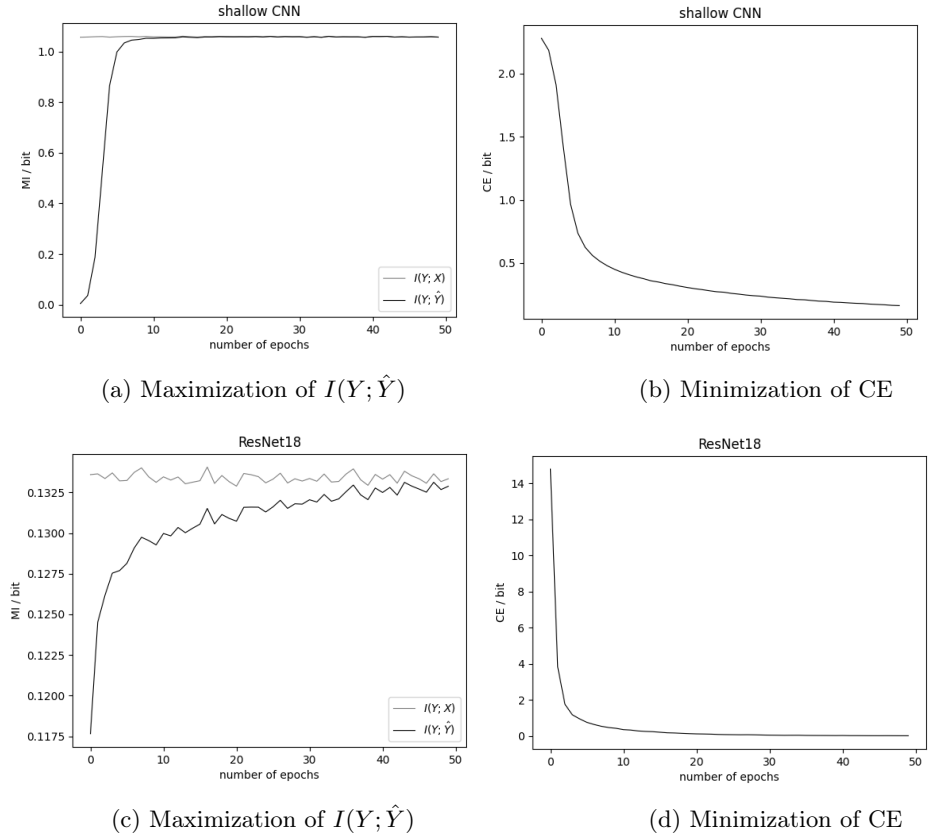 shallow CNN
MI / bit
1.0
0.8
0.6
0.4
0.2
0.0
I(Y; X)
I(Y; Ŷ)
0 10 20 30 40 50
number of epochs
(a) Maximization of I(Y; Ŷ)
shallow CNN
CE / bit
2.0
1.5
1.0
0.5
0 10 20 30 40 50
number of epochs
(b) Minimization of CE
ResNet18
MI / bit
0.1325
0.1300
0.1275
0.1250
0.1225
0.1200
0.1175
I(Y; X)
I(Y; Ŷ)
0 10 20 30 40 50
number of epochs
(c) Maximization of I(Y; Ŷ)
ResNet18
CE / bit
14
12
10
8
6
4
2
0
0 10 20 30 40 50
number of epochs
(d) Minimization of CE